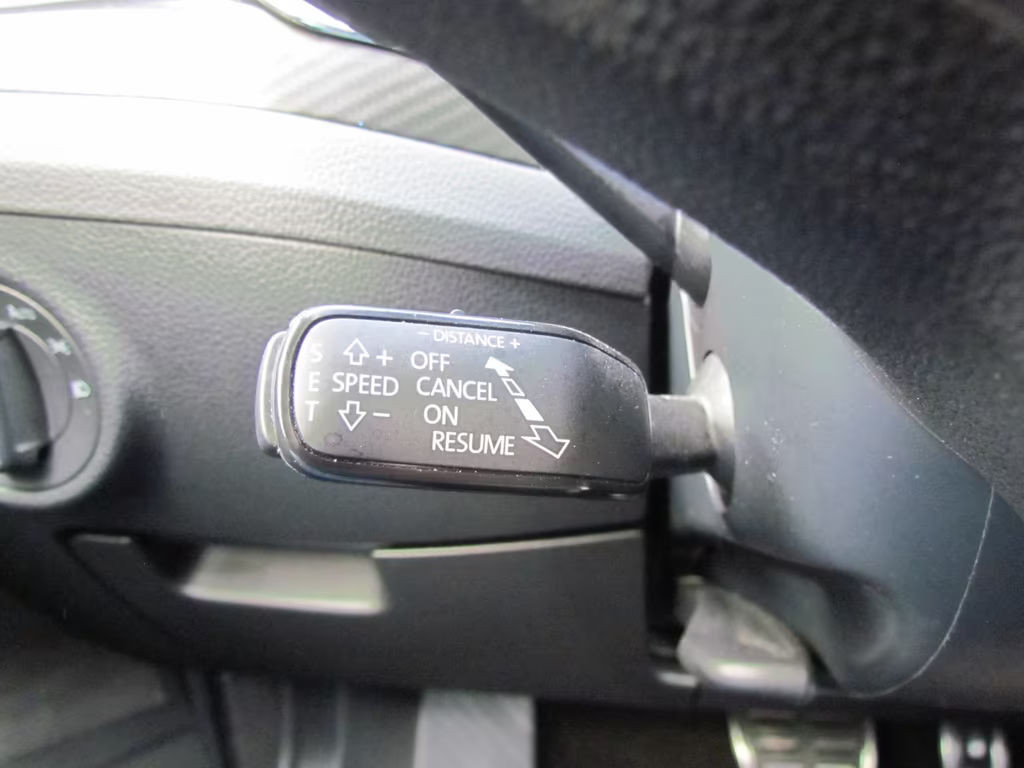 - DISTANCE +
S + OFF
E SPEED CANCEL
T - ON
RESUME